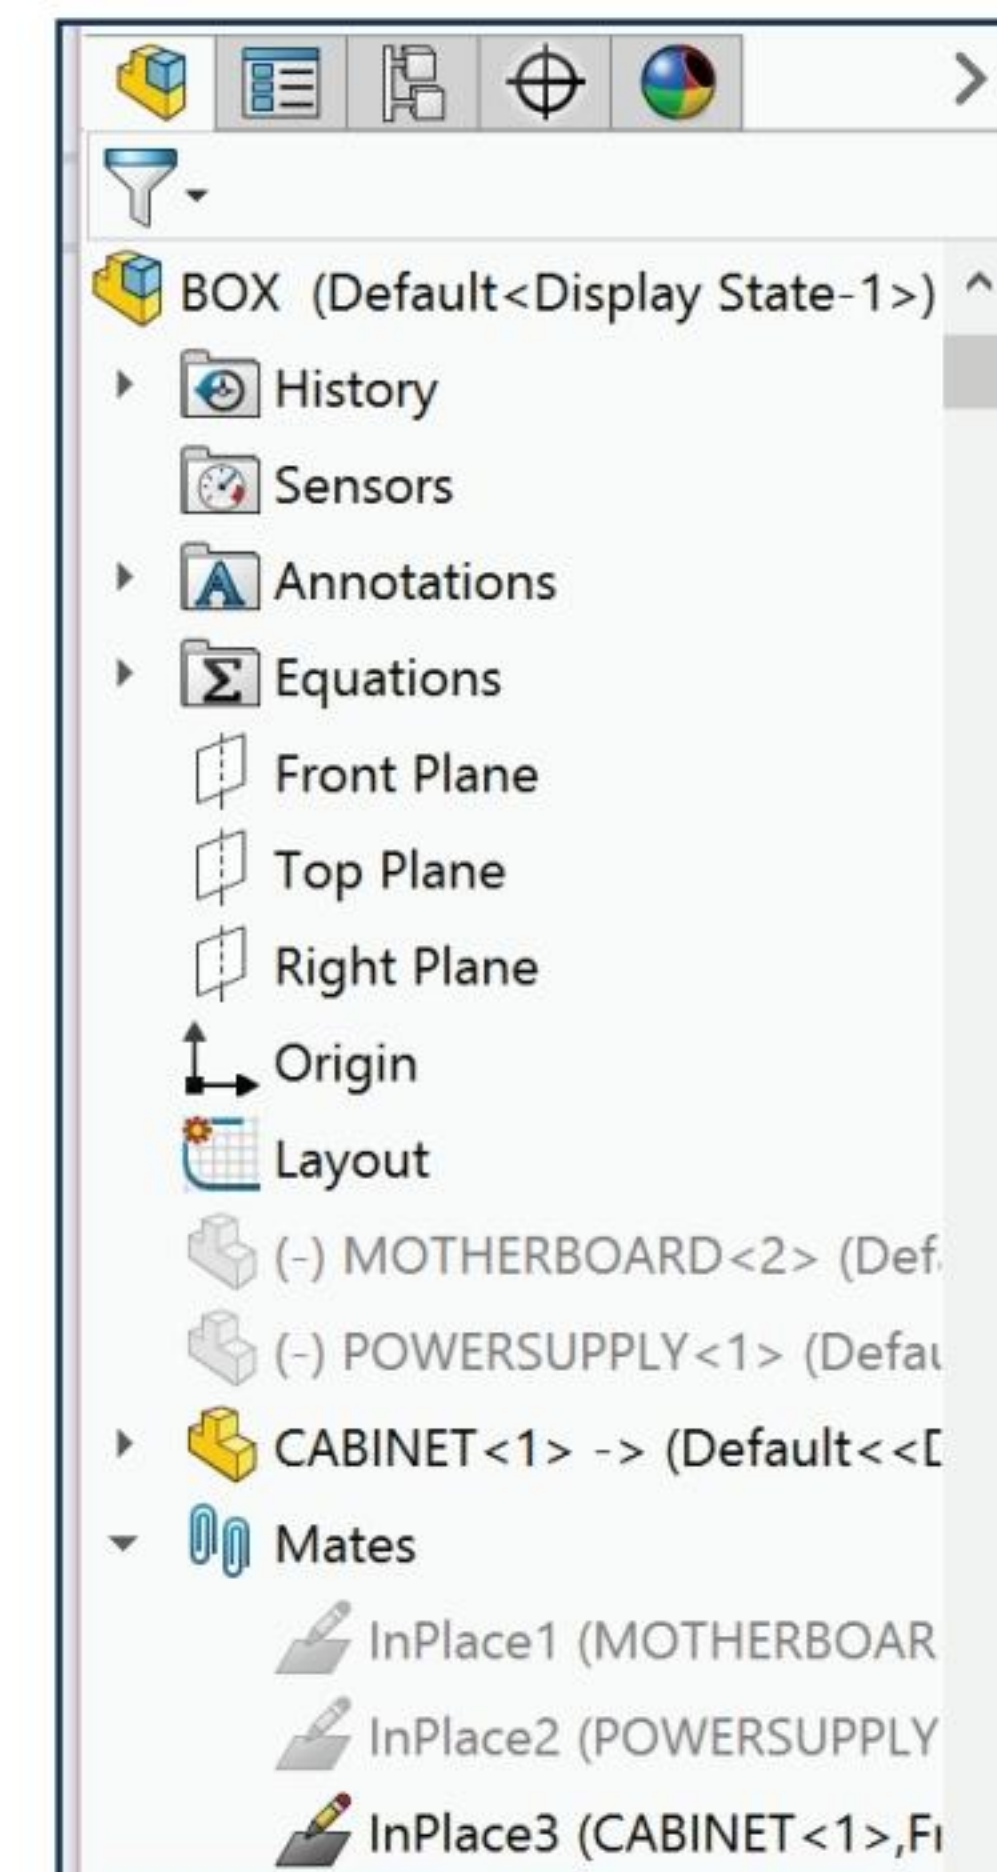 BOX (Default<Display State-1>)
History
Sensors
A Annotations
Σ Equations
Front Plane
Top Plane
Right Plane
Origin
Layout
(-) MOTHERBOARD<2> (Def
(-) POWERSUPPLY<1> (Defau
CABINET<1> -> (Default<<D
Mates
InPlace1 (MOTHERBOAR
InPlace2 (POWERSUPPLY
InPlace3 (CABINET<1>,Fr